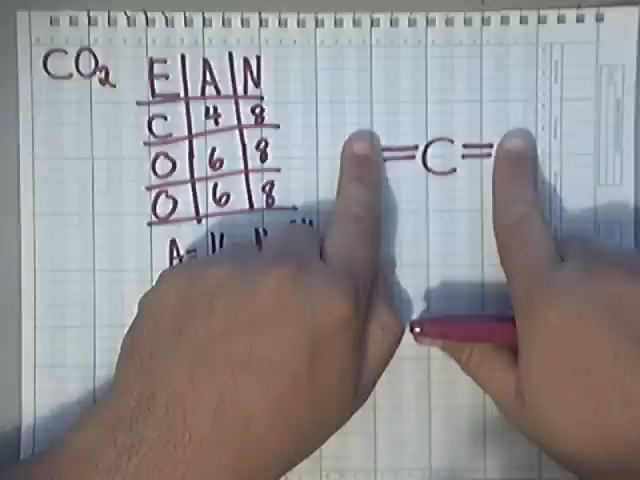 CO₂
E A N
C 4 8
O 6 8
O 6 8
A=
=C=